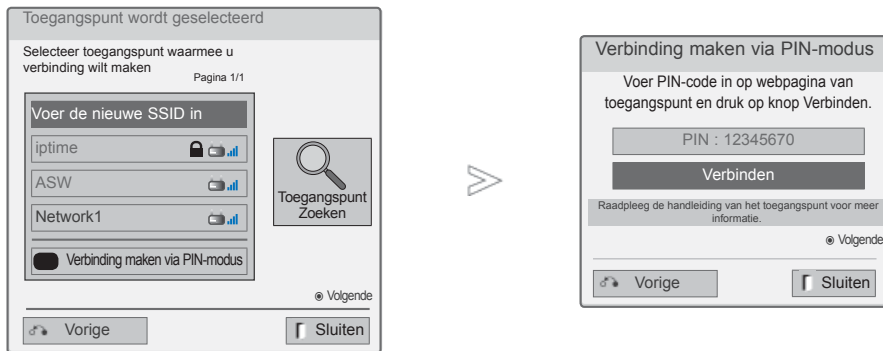 Toegangspunt wordt geselecteerd
Selecteer toegangspunt waarmee u
verbinding wilt maken
Pagina 1/1
Voer de nieuwe SSID in
iptime
ASW
Network1
Verbinding maken via PIN-modus
Toegangspunt
Zoeken
Volgende
Vorige
Sluiten
Verbinding maken via PIN-modus
Voer PIN-code in op webpagina van
toegangspunt en druk op knop Verbinden.
PIN : 12345670
Verbinden
Raadpleeg de handleiding van het toegangspunt voor meer
informatie.
Volgende
Vorige
Sluiten